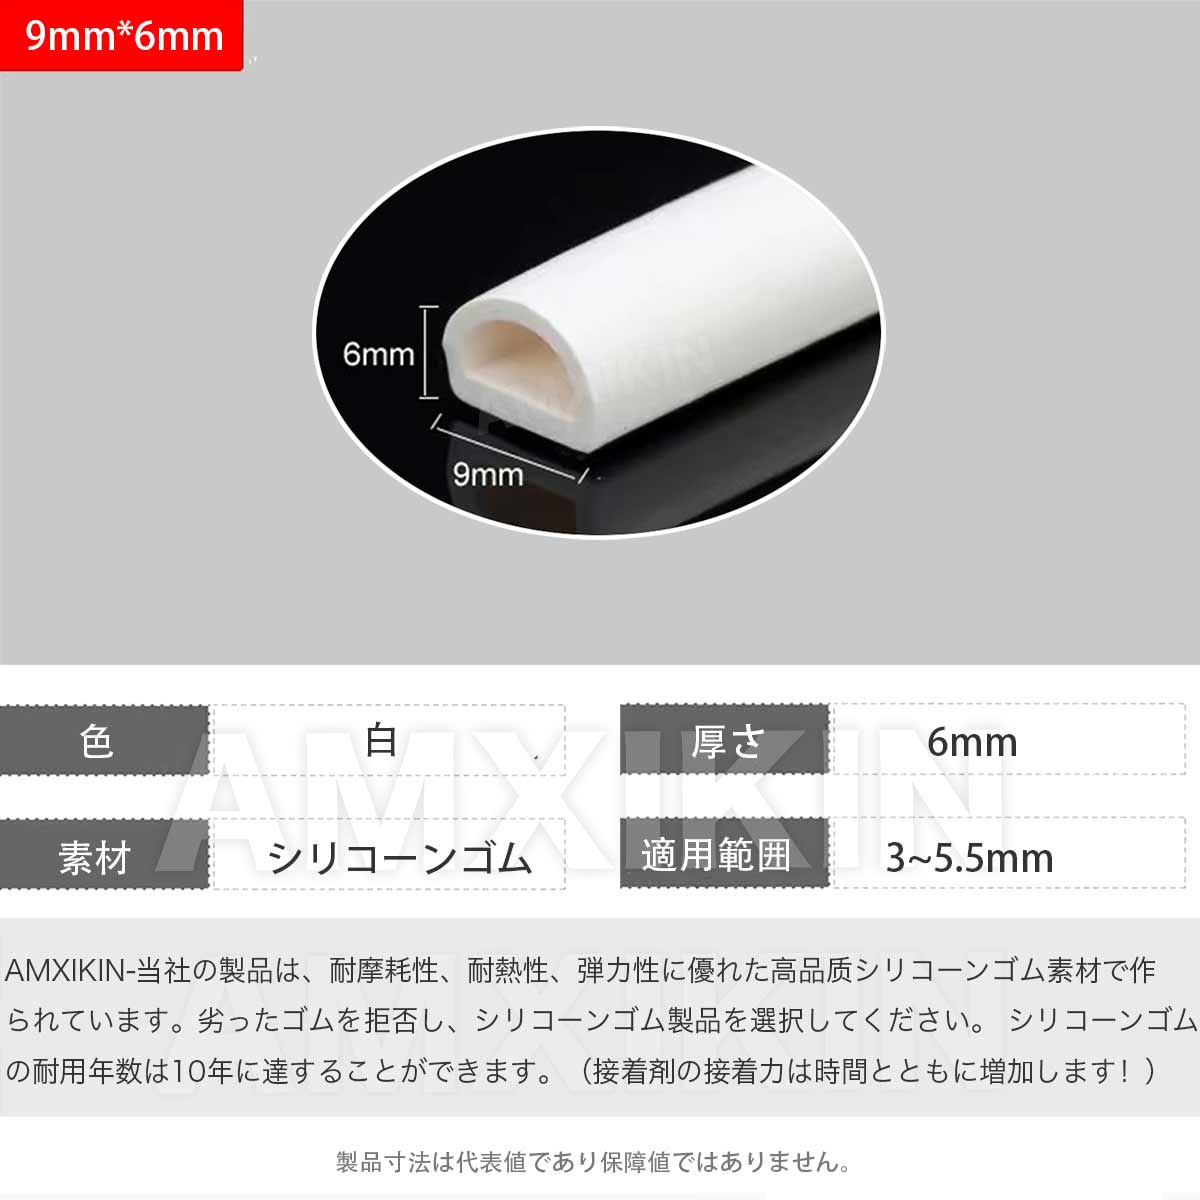 9mm*6mm
6mm
9mm
AMXIKIN
色
白
厚さ
6mm
素材
シリコーンゴム
適用範囲
3~5.5mm
AMXIKIN
AMXIKIN-当社の製品は、耐摩耗性、耐熱性、弾力性に優れた高品质シリコーンゴム素材で作
られています。劣ったゴムを拒否し、シリコーンゴム製品を選択してください。 シリコーンゴム
の耐用年数は10年に達することができます。（接着剤の接着力は時間とともに増加します！）
AMXIKIN
製品寸法は代表値であり保障値ではありません。